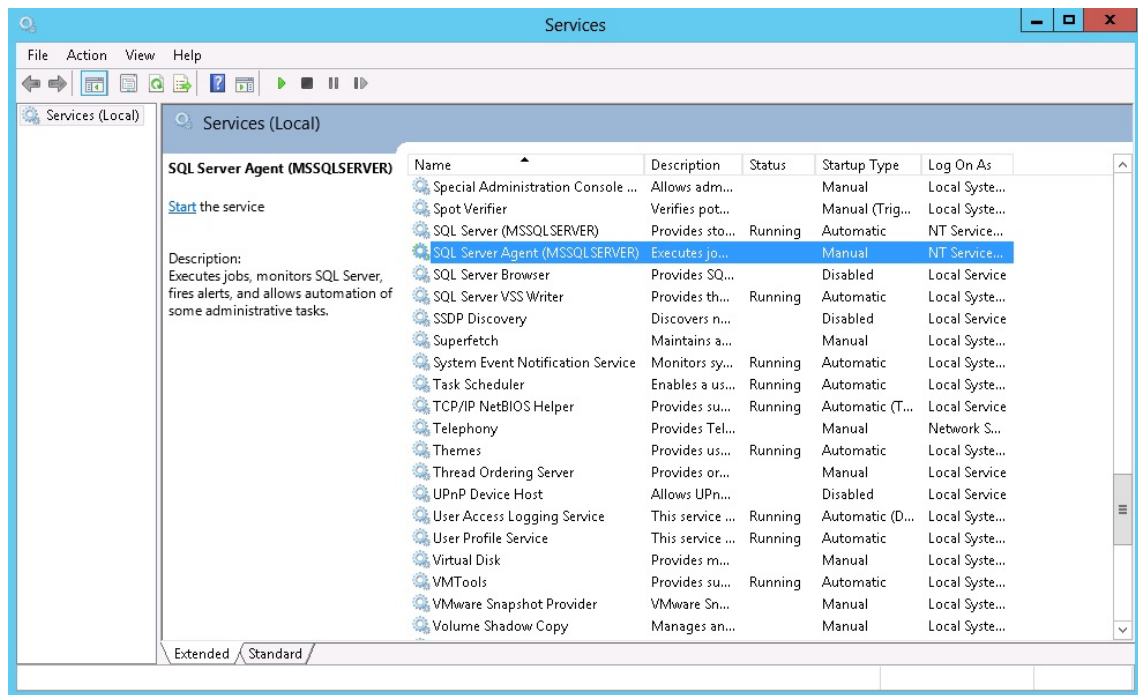 Services
File Action View Help
Services (Local)
Services (Local)
SQL Server Agent (MSSQLSERVER)
Start the service
Description:
Executes jobs, monitors SQL Server,
fires alerts, and allows automation of
some administrative tasks.
Name Description Status Startup Type Log On As
Special Administration Console ... Allows adm... Manual Local Syste...
Spot Verifier Verifies pot... Manual (Trig... Local Syste...
SQL Server (MSSQLSERVER) Provides sto... Running Automatic NT Service...
SQL Server Agent (MSSQLSERVER) Executes jo... Manual NT Service...
SQL Server Browser Provides SQ... Disabled Local Service
SQL Server VSS Writer Provides th... Running Automatic Local Syste...
SSDP Discovery Discovers n... Disabled Local Service
Superfetch Maintains a... Manual Local Syste...
System Event Notification Service Monitors sy... Running Automatic Local Syste...
Task Scheduler Enables a us... Running Automatic Local Syste...
TCP/IP NetBIOS Helper Provides su... Running Automatic (T... Local Service
Telephony Provides Tel... Manual Network S...
Themes Provides us... Running Automatic Local Syste...
Thread Ordering Server Provides or... Manual Local Service
UPnP Device Host Allows UPn... Disabled Local Service
User Access Logging Service This service ... Running Automatic (D... Local Syste...
User Profile Service This service ... Running Automatic Local Syste...
Virtual Disk Provides m... Manual Local Syste...
VMTools Provides su... Running Automatic Local Syste...
VMware Snapshot Provider VMware Sn... Manual Local Syste...
Volume Shadow Copy Manages an... Manual Local Syste...
Extended Standard